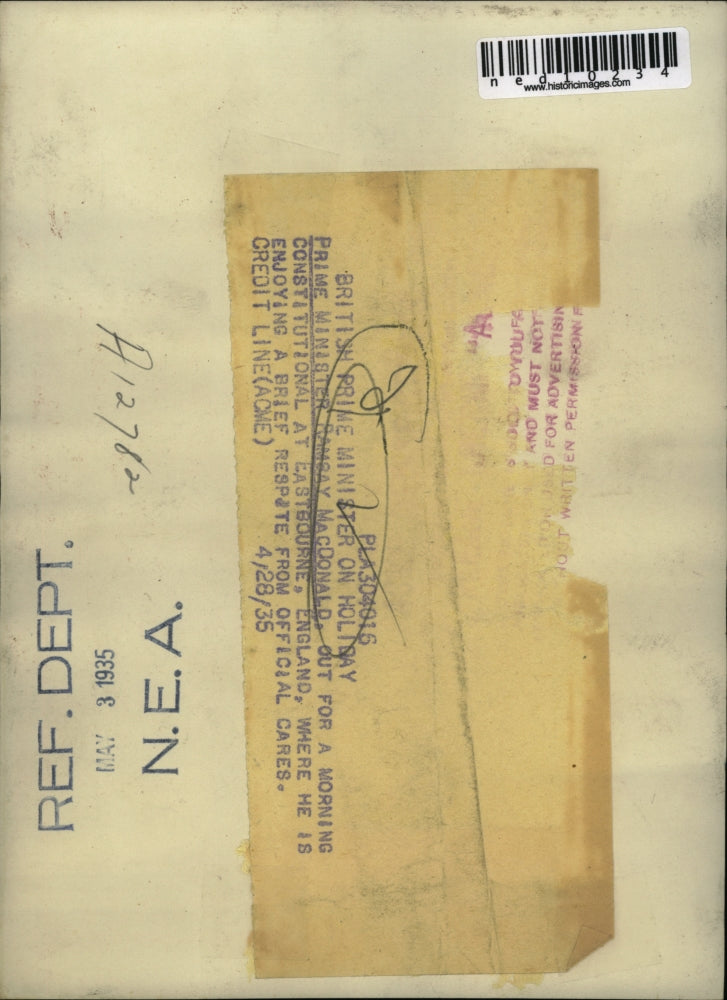 ned10234
www.historicimages.com
PLA304016
BRITISH PRIME MINISTER ON HOLIDAY
PRIME MINISTER RAMSAY MACDONALD, OUT FOR A MORNING
CONSTITUTIONAL AT EASTBOURNE, ENGLAND, WHERE HE IS
ENJOYING A BRIEF RESPITE FROM OFFICIAL CARES.
CREDIT LINE(ACME) 4/28/35
AND MUST NOT
D FOR ADVERTISIN
WRITTEN PERMISSION
A12782
REF. DEPT.
MAY 3 1935
N.E.A.